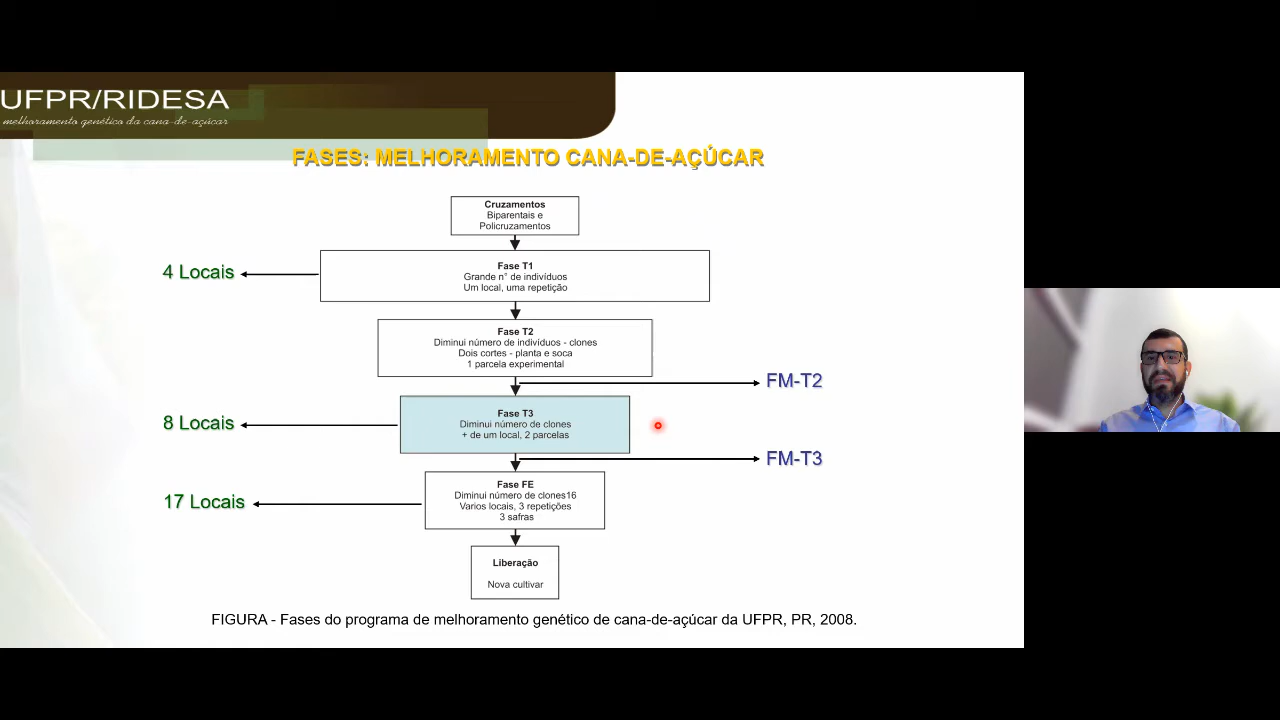 UFPR/RIDESA
melhoramento genético da cana-de-açúcar
FASES: MELHORAMENTO CANA-DE-AÇÚCAR
Cruzamentos
Biparentais e
Policruzamentos
4 Locais
Fase T1
Grande n° de indivíduos
Um local, uma repetição
Fase T2
Diminui número de indivíduos - clones
Dois cortes - planta e soca
1 parcela experimental
FM-T2
8 Locais
Fase T3
Diminui número de clones
+ de um local, 2 parcelas
FM-T3
17 Locais
Fase FE
Diminui número de clones16
Varios locais, 3 repetições
3 safras
Liberação
Nova cultivar
FIGURA - Fases do programa de melhoramento genético de cana-de-açúcar da UFPR, PR, 2008.